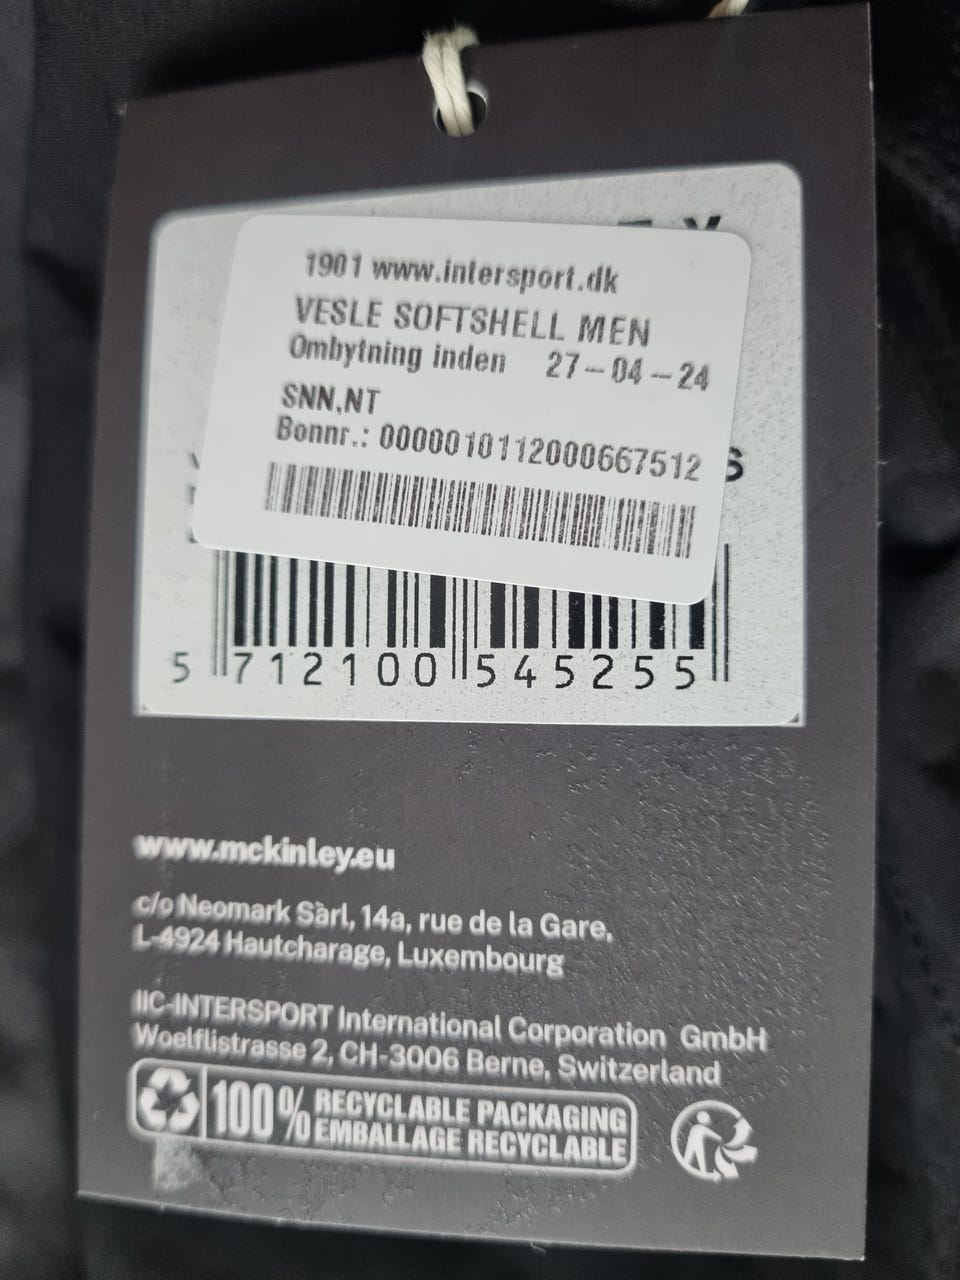 1901 www.intersport.dk
VESLE SOFTSHELL MEN
Ombytning inden 27-04-24
SNN,NT
Bonnr.: 0000010112000667512
S
5 712100 545255
www.mckinley.eu
c/o Neomark Sàrl, 14a, rue de la Gare,
L-4924 Hautcharage, Luxembourg
IIC-INTERSPORT International Corporation GmbH
Woelflistrasse 2, CH-3006 Berne, Switzerland
100% RECYCLABLE PACKAGING
EMBALLAGE RECYCLABLE